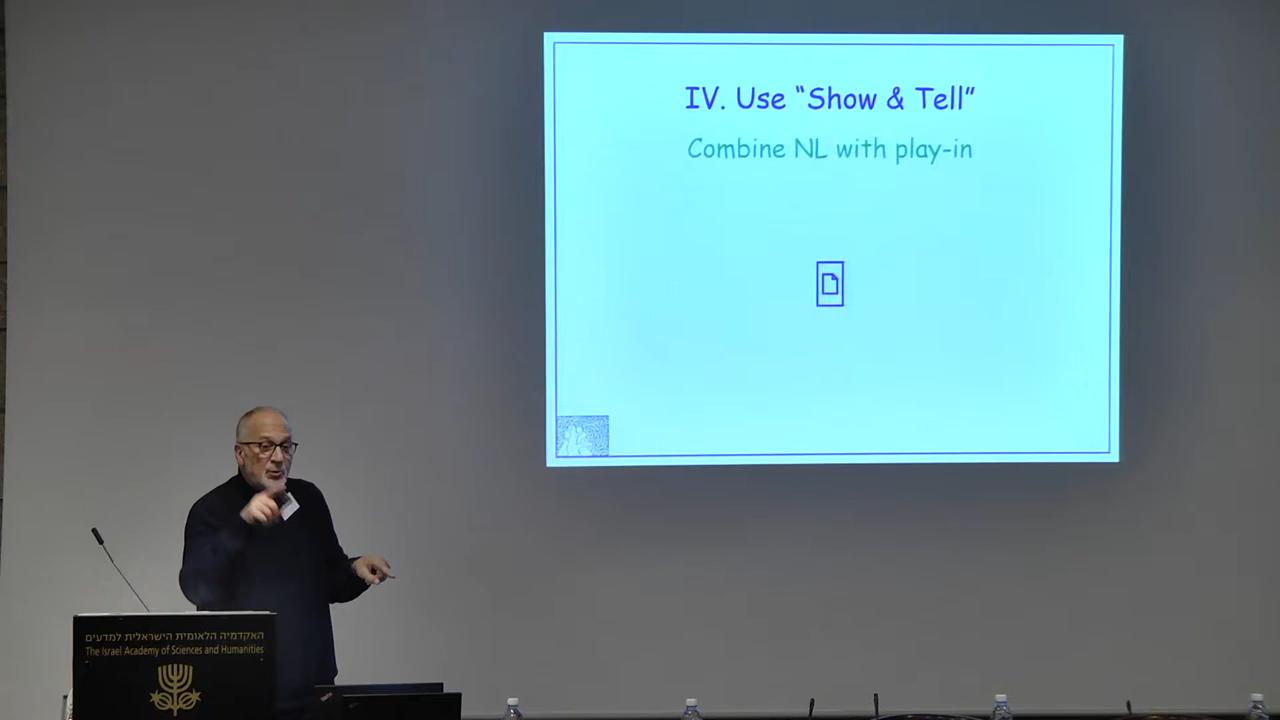 IV. Use “Show & Tell”
Combine NL with play-in
האקדמיה הלאומית הישראלית למדעים
The Israel Academy of Sciences and Humanities